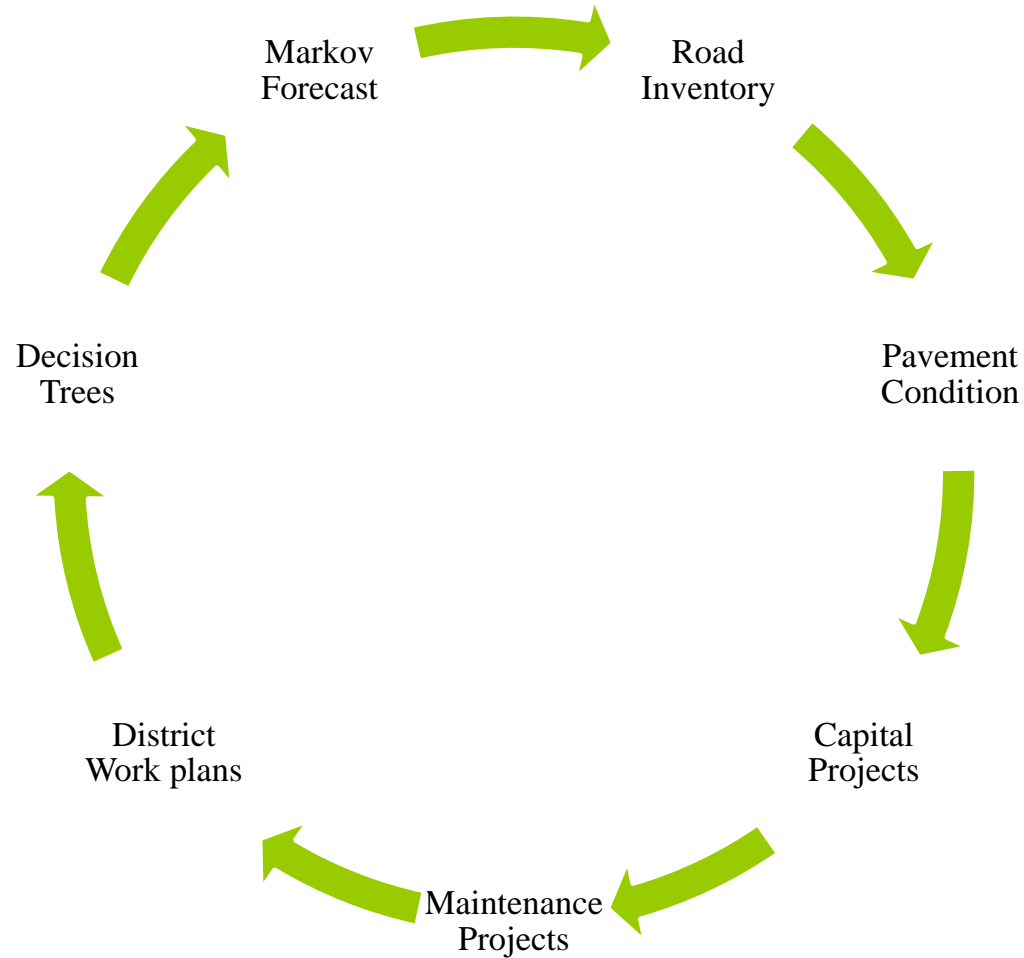 Markov
Forecast
Road
Inventory
Pavement
Condition
Capital
Projects
Maintenance
Projects
District
Work plans
Decision
Trees